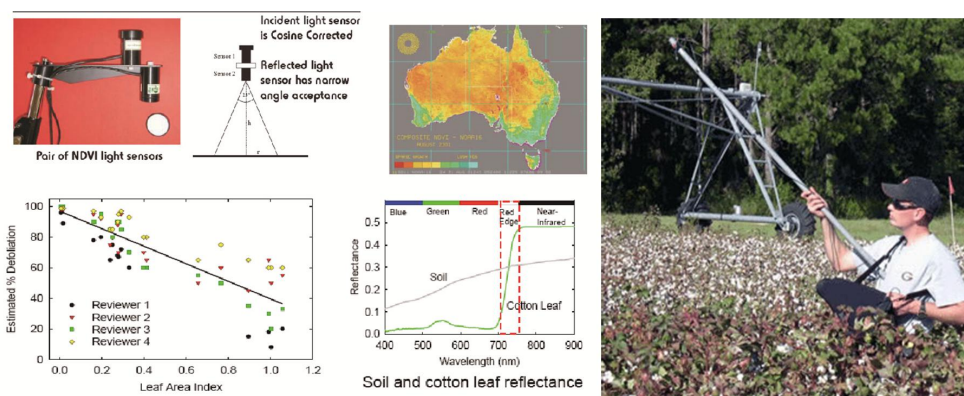 Incident light sensor
is Cosine Corrected
Sensor 1
Sensor 2
Reflected light
sensor has narrow
angle acceptance
h
r
Pair of NDVI light sensors
COMPOSITE NDVI - NOAA
AUGUST
Estimated % Defoliation
100
80
60
40
20
0
Reviewer 1
Reviewer 2
Reviewer 3
Reviewer 4
0.0 0.2 0.4 0.6 0.8 1.0 1.2
Leaf Area Index
Blue Green Red Red Near-
Edge Infrared
Reflectance
0.5
0.4
0.3
0.2
0.1
0.0
Soil
Cotton Leaf
400 500 600 700 800 900
Wavelength (nm)
Soil and cotton leaf reflectance
G